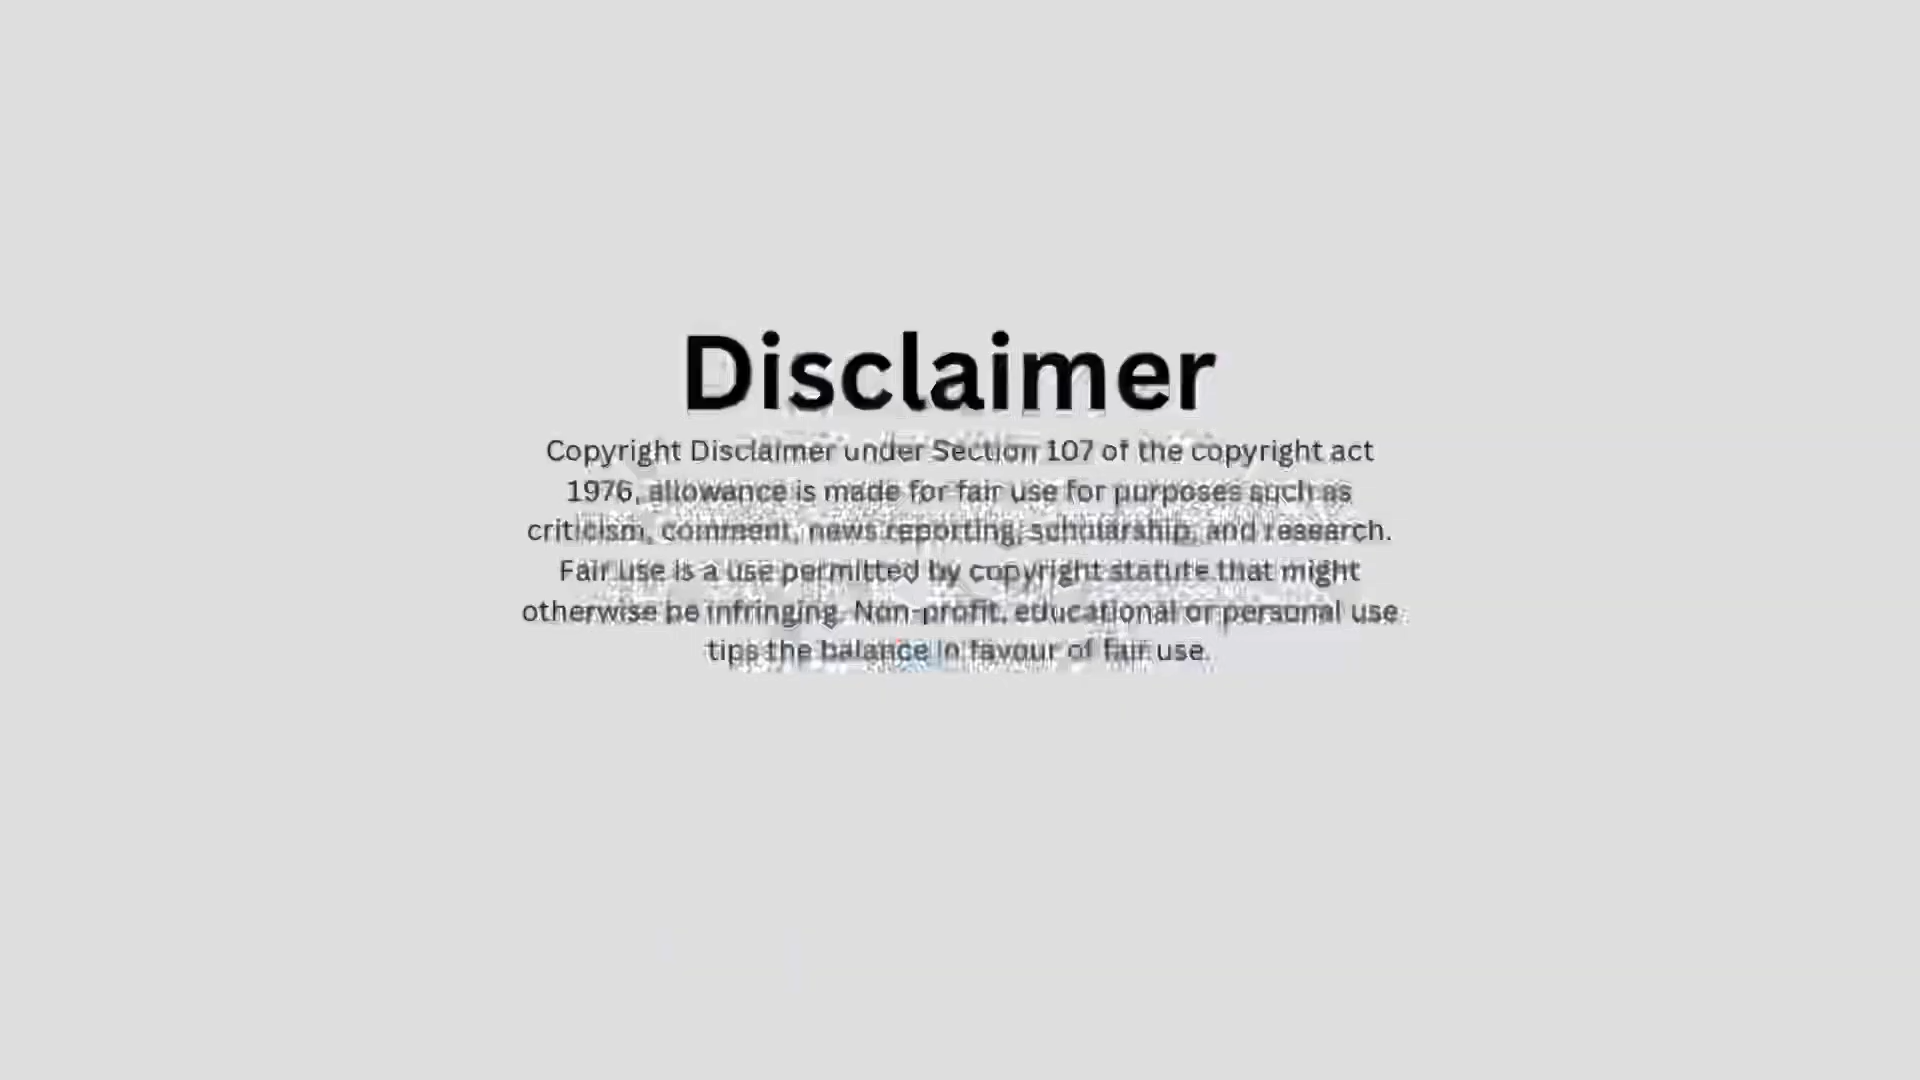 Disclaimer
Copyright Disclaimer under Section 107 of the copyright act
1976, allowance is made for fair use for purposes such as
criticism, comment, news reporting, scholarship, and research.
Fair use is a use permitted by copyright statute that might
otherwise be infringing. Non-profit, educational or personal use
tips the balance in favour of fair use.